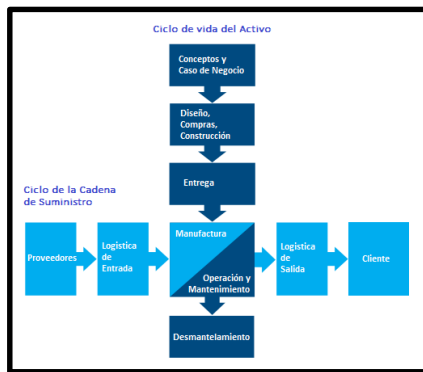 Ciclo de vida del Activo
Conceptos y
Caso de Negocio
Diseño,
Compras,
Construcción
Entrega
Ciclo de la Cadena
de Suministro
Proveedores
Logística
de
Entrada
Manufactura
Operación y
Mantenimiento
Logística
de
Salida
Cliente
Desmantelamiento